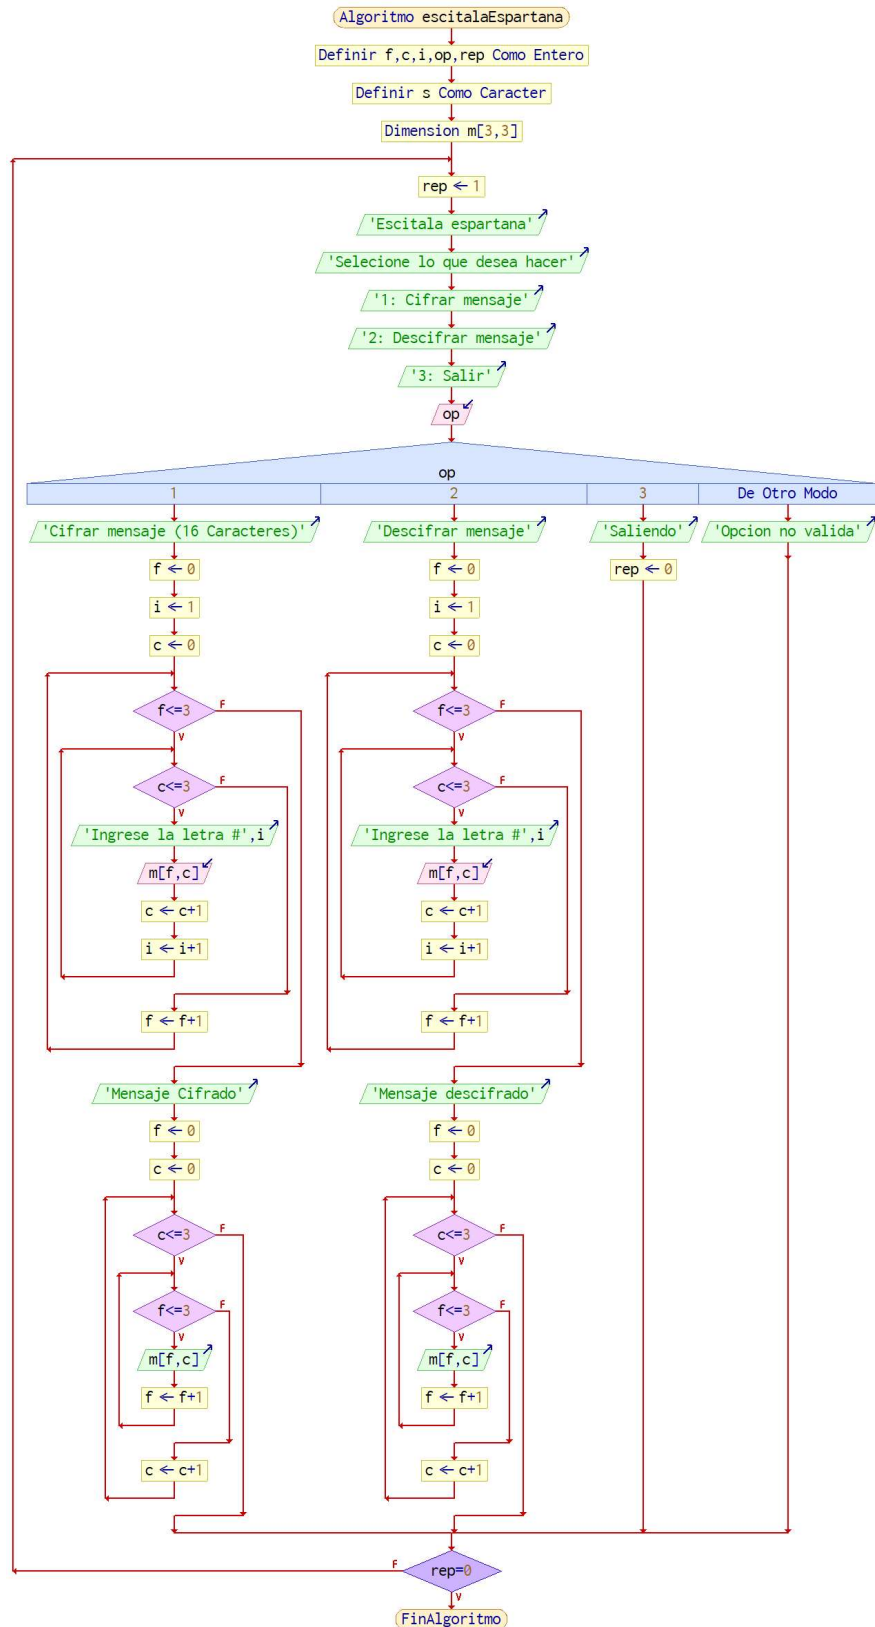 Algoritmo escitalaEspartana
Definir f,c,i,op,rep Como Entero
Definir s Como Caracter
Dimension m[3,3]
rep ← 1
'Escitala espartana'
'Selecione lo que desea hacer'
'1: Cifrar mensaje'
'2: Descifrar mensaje'
'3: Salir'
op
op
1
2
3
De Otro Modo
'Cifrar mensaje (16 Caracteres)'
f ← 0
i ← 1
c ← 0
f<=3
F
V
c<=3
F
V
'Ingrese la letra #',i
m[f,c]
c ← c+1
i ← i+1
f ← f+1
'Mensaje Cifrado'
f ← 0
c ← 0
c<=3
F
V
f<=3
F
V
m[f,c]
f ← f+1
c ← c+1
'Descifrar mensaje'
f ← 0
i ← 1
c ← 0
f<=3
F
V
c<=3
F
V
'Ingrese la letra #',i
m[f,c]
c ← c+1
i ← i+1
f ← f+1
'Mensaje descifrado'
f ← 0
c ← 0
c<=3
F
V
f<=3
F
V
m[f,c]
f ← f+1
c ← c+1
'Saliendo'
rep ← 0
'Opcion no valida'
rep=0
F
V
FinAlgoritmo